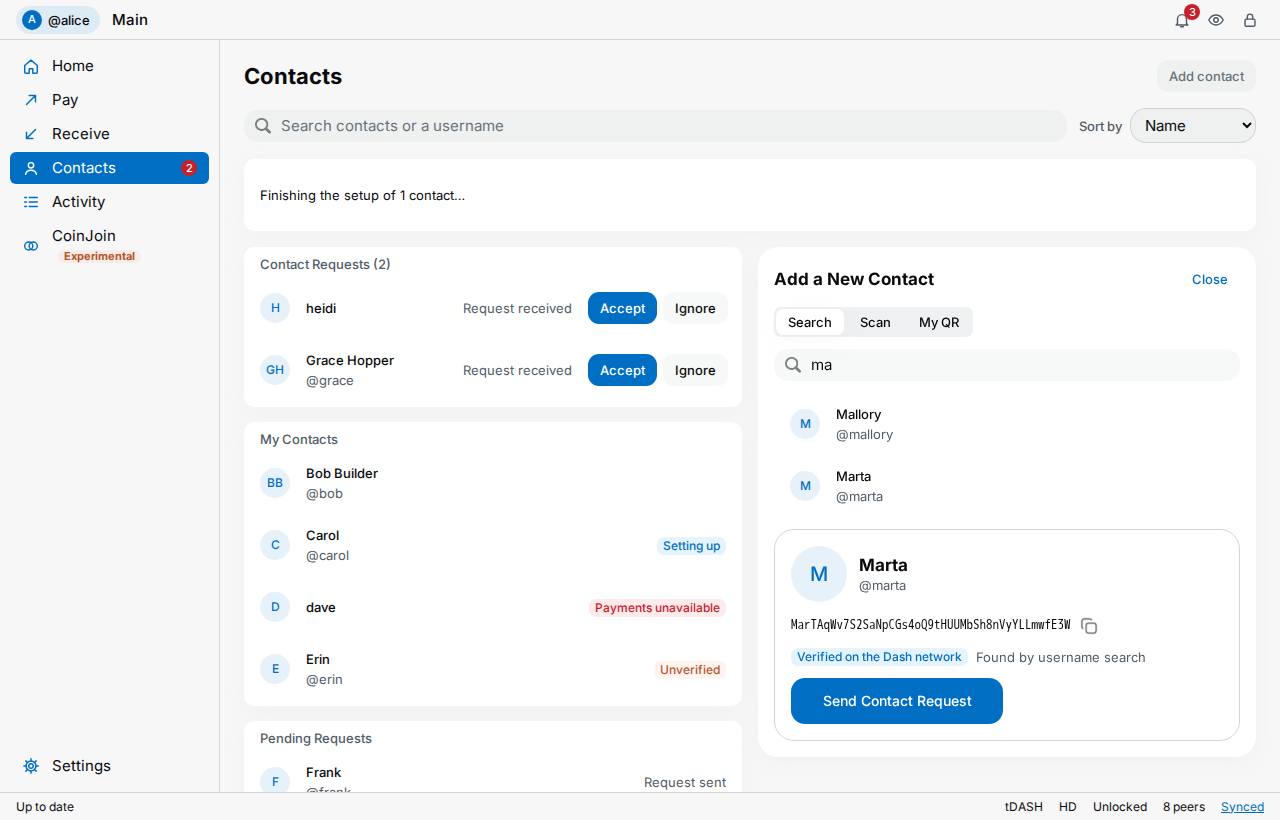 A @alice Main 3
Home
Pay
Receive
Contacts 2
Activity
CoinJoin
Experimental
Settings
Contacts Add contact
Search contacts or a username Sort by Name
Finishing the setup of 1 contact...
Contact Requests (2)
H heidi Request received Accept Ignore
GH Grace Hopper Request received Accept Ignore
@grace
My Contacts
BB Bob Builder
@bob
C Carol Setting up
@carol
D dave Payments unavailable
E Erin Unverified
@erin
Pending Requests
F Frank Request sent
@frank
Add a New Contact Close
Search Scan My QR
ma
M Mallory
@mallory
M Marta
@marta
M Marta
@marta
MarTAqWv7S2SaNpCGs4oQ9tHUUMbSh8nVyYLLmwfE3W
Verified on the Dash network Found by username search
Send Contact Request
Up to date tDASH HD Unlocked 8 peers Synced